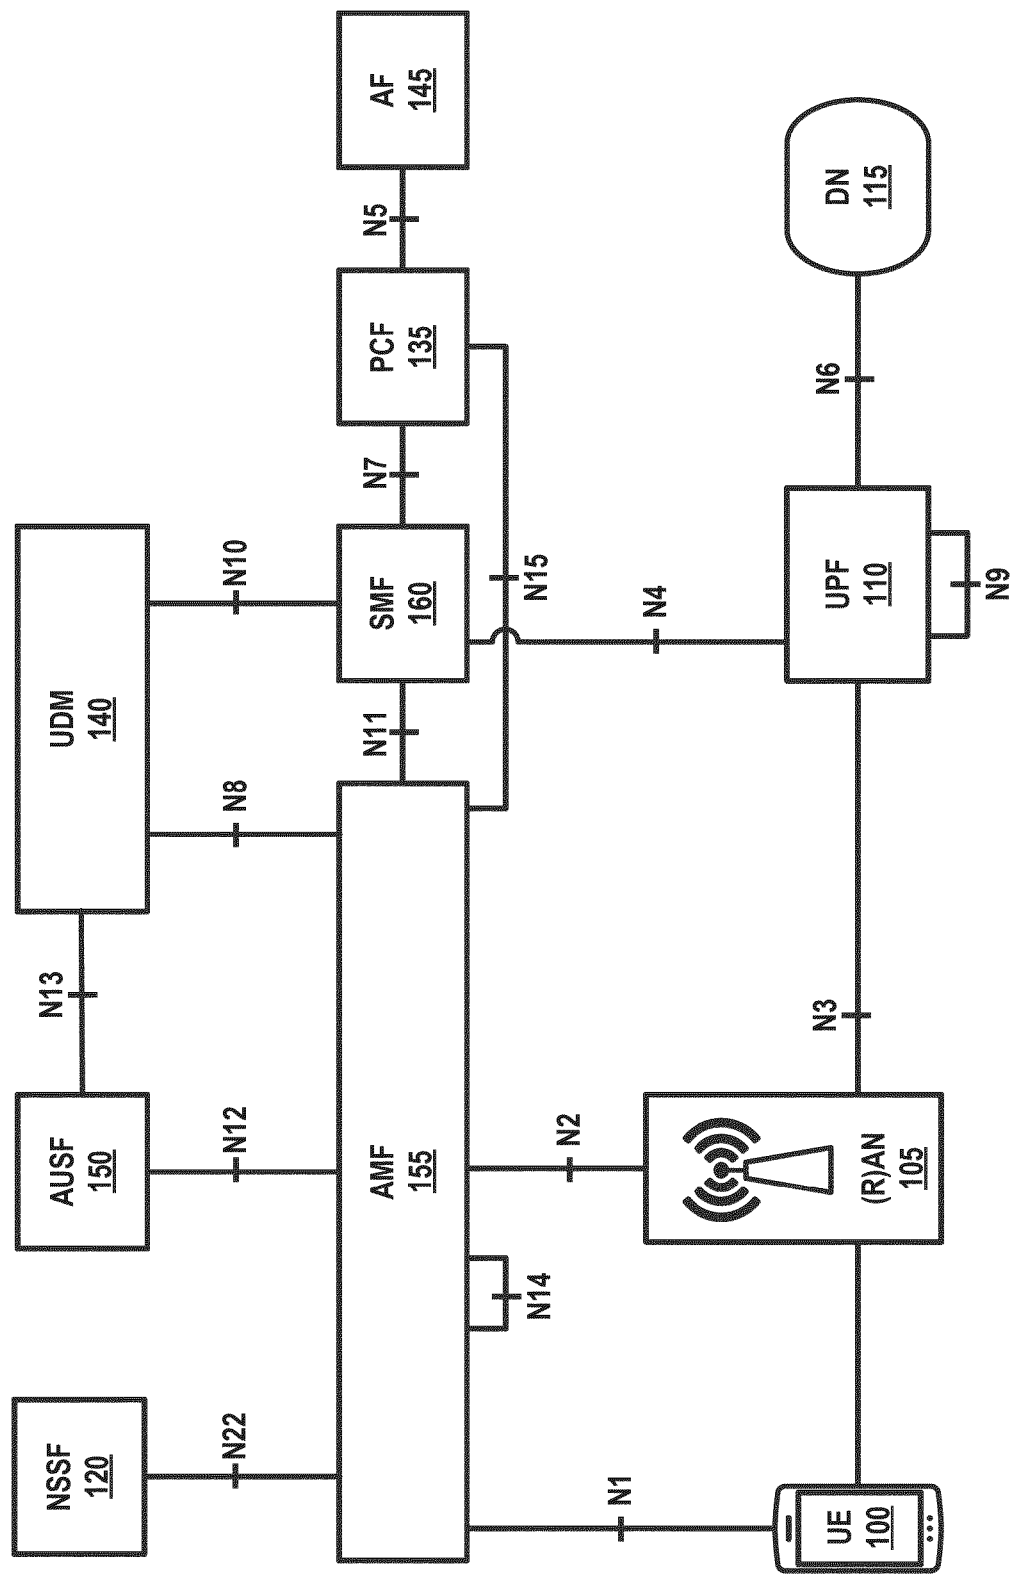 NSSF
120
AUSF
150
N13
UDM
140
N22
N12
N8
N10
AMF
155
N11
SMF
160
N7
PCF
135
N5
AF
145
N14
N15
N1
N2
N4
UE
100
(R)AN
105
N3
UPF
110
N6
DN
115
N9